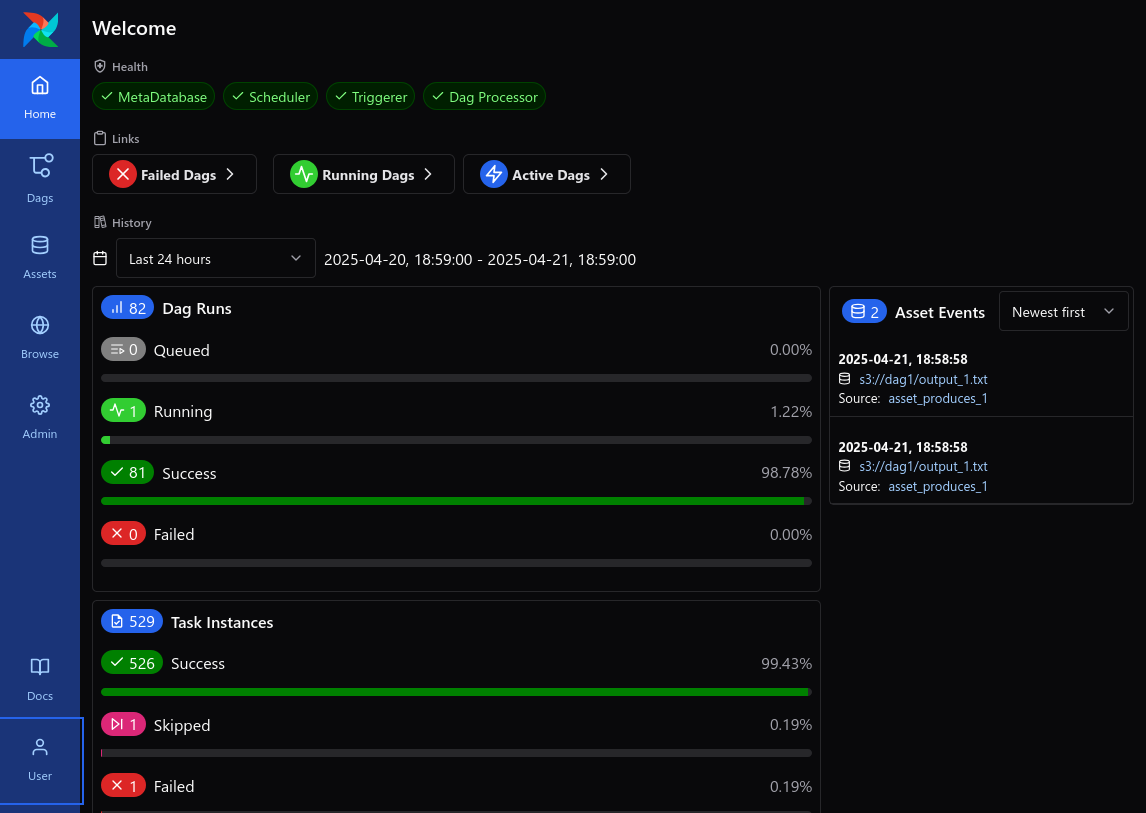 Welcome
Health
MetaDatabase Scheduler Triggerer Dag Processor
Links
Failed Dags Running Dags Active Dags
History
Last 24 hours 2025-04-20, 18:59:00 - 2025-04-21, 18:59:00
82 Dag Runs
0 Queued 0.00%
1 Running 1.22%
81 Success 98.78%
0 Failed 0.00%
529 Task Instances
526 Success 99.43%
1 Skipped 0.19%
1 Failed 0.19%
2 Asset Events Newest first
2025-04-21, 18:58:58
s3://dag1/output_1.txt
Source: asset_produces_1
2025-04-21, 18:58:58
s3://dag1/output_1.txt
Source: asset_produces_1
Home
Dags
Assets
Browse
Admin
Docs
User